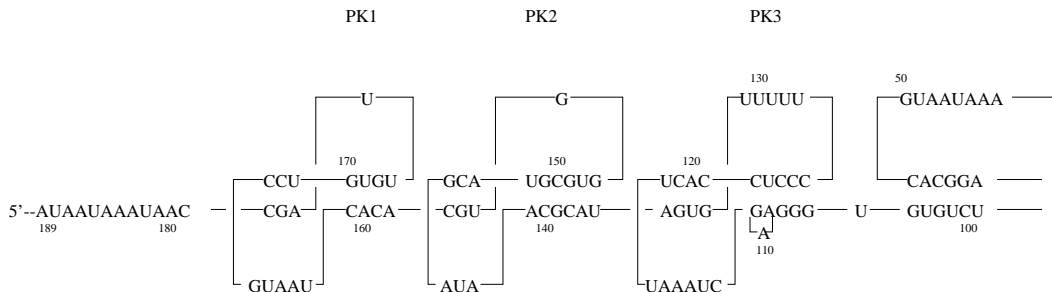 PK1 PK2 PK3
130 50
U G UUUUU GUAAUAAA
170 150 120
CCU GUGU GCA UGCGUG UCAC CUCCC CACGGA
5'--AUAAUAAAUAAC CGA CACA CGU ACGCAU AGUG GAGGG U GUGUCU
189 180 160 140 A 100
110
GUAAU AUA UAAAUC